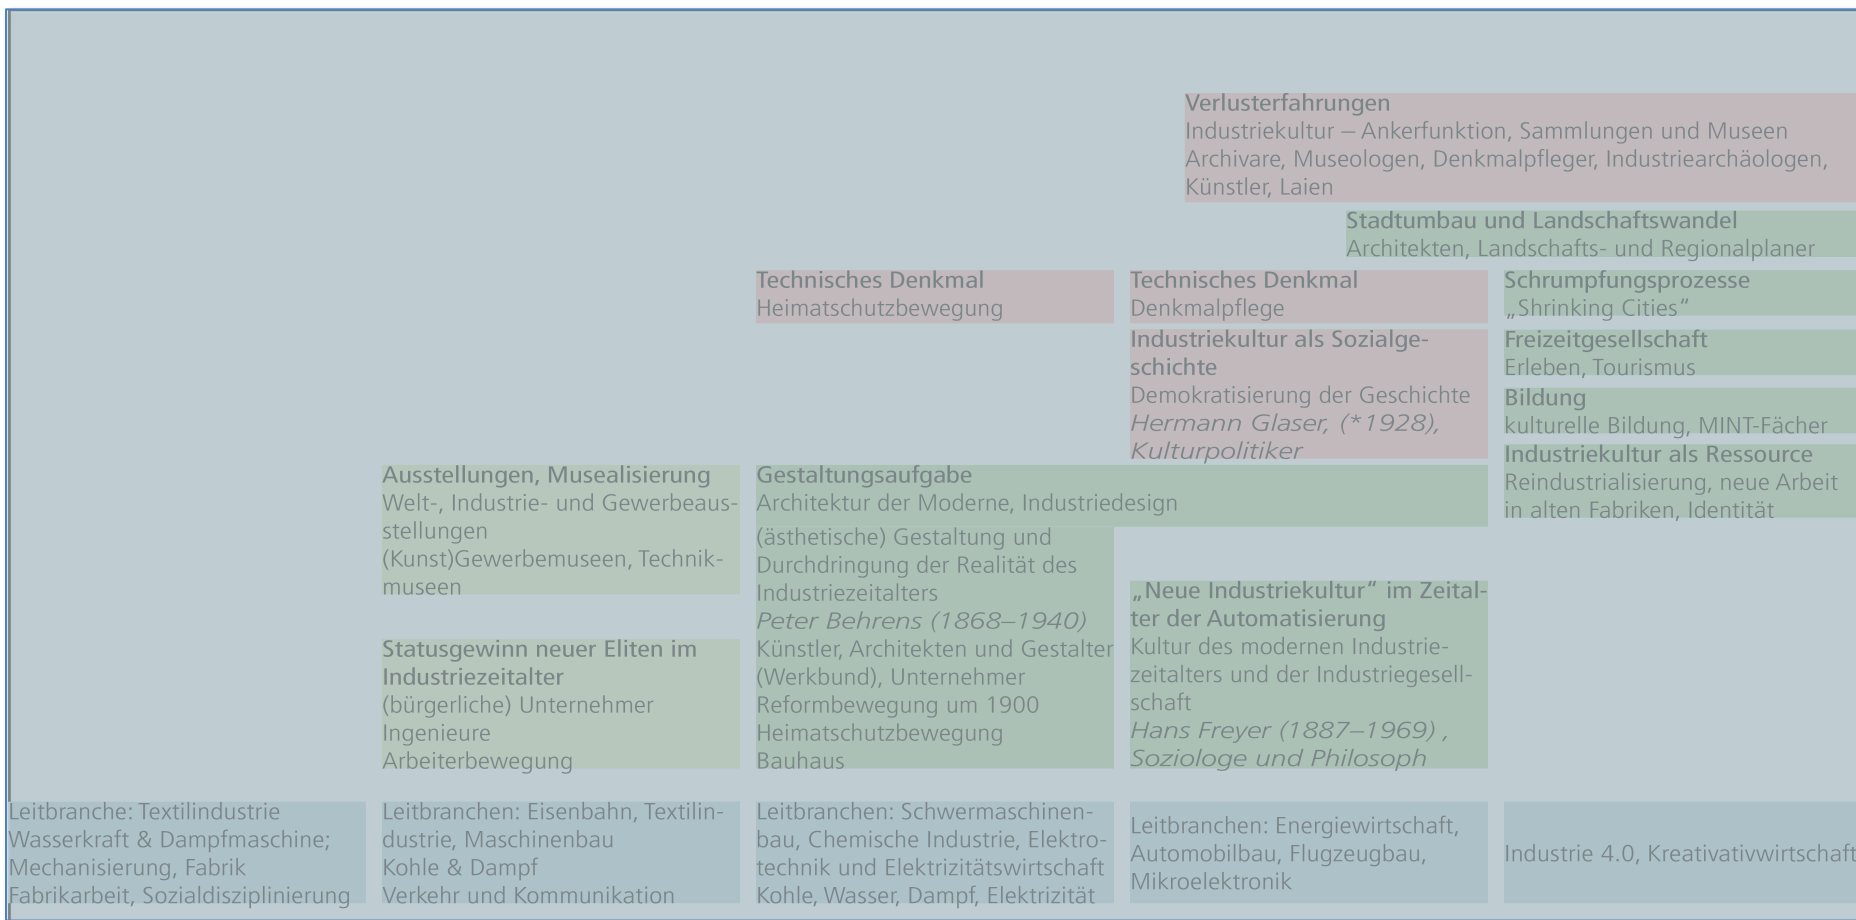 Verlusterfahrungen
Industriekultur – Ankerfunktion, Sammlungen und Museen
Archivare, Museologen, Denkmalpfleger, Industriearchäologen,
Künstler, Laien
Stadtumbau und Landschaftswandel
Architekten, Landschafts- und Regionalplaner
Technisches Denkmal
Heimatschutzbewegung
Technisches Denkmal
Denkmalpflege
Schrumpfungsprozesse
„Shrinking Cities“
Industriekultur als Sozialge-
schichte
Demokratisierung der Geschichte
Hermann Glaser, (*1928),
Kulturpolitiker
Freizeitgesellschaft
Erleben, Tourismus
Bildung
kulturelle Bildung, MINT-Fächer
Industriekultur als Ressource
Reindustrialisierung, neue Arbeit
in alten Fabriken, Identität
Ausstellungen, Musealisierung
Welt-, Industrie- und Gewerbeaus-
stellungen
(Kunst)Gewerbemuseen, Technik-
museen
Gestaltungsaufgabe
Architektur der Moderne, Industriedesign
(ästhetische) Gestaltung und
Durchdringung der Realität des
Industriezeitalters
Peter Behrens (1868–1940)
Künstler, Architekten und Gestalter
(Werkbund), Unternehmer
Reformbewegung um 1900
Heimatschutzbewegung
Bauhaus
„Neue Industriekultur“ im Zeital-
ter der Automatisierung
Kultur des modernen Industrie-
zeitalters und der Industriegesell-
schaft
Hans Freyer (1887–1969) ,
Soziologe und Philosoph
Statusgewinn neuer Eliten im
Industriezeitalter
(bürgerliche) Unternehmer
Ingenieure
Arbeiterbewegung
Leitbranche: Textilindustrie
Wasserkraft & Dampfmaschine;
Mechanisierung, Fabrik
Fabrikarbeit, Sozialdisziplinierung
Leitbranchen: Eisenbahn, Textilin-
dustrie, Maschinenbau
Kohle & Dampf
Verkehr und Kommunikation
Leitbranchen: Schwermaschinen-
bau, Chemische Industrie, Elektro-
technik und Elektrizitätswirtschaft
Kohle, Wasser, Dampf, Elektrizität
Leitbranchen: Energiewirtschaft,
Automobilbau, Flugzeugbau,
Mikroelektronik
Industrie 4.0, Kreativativwirtschaft